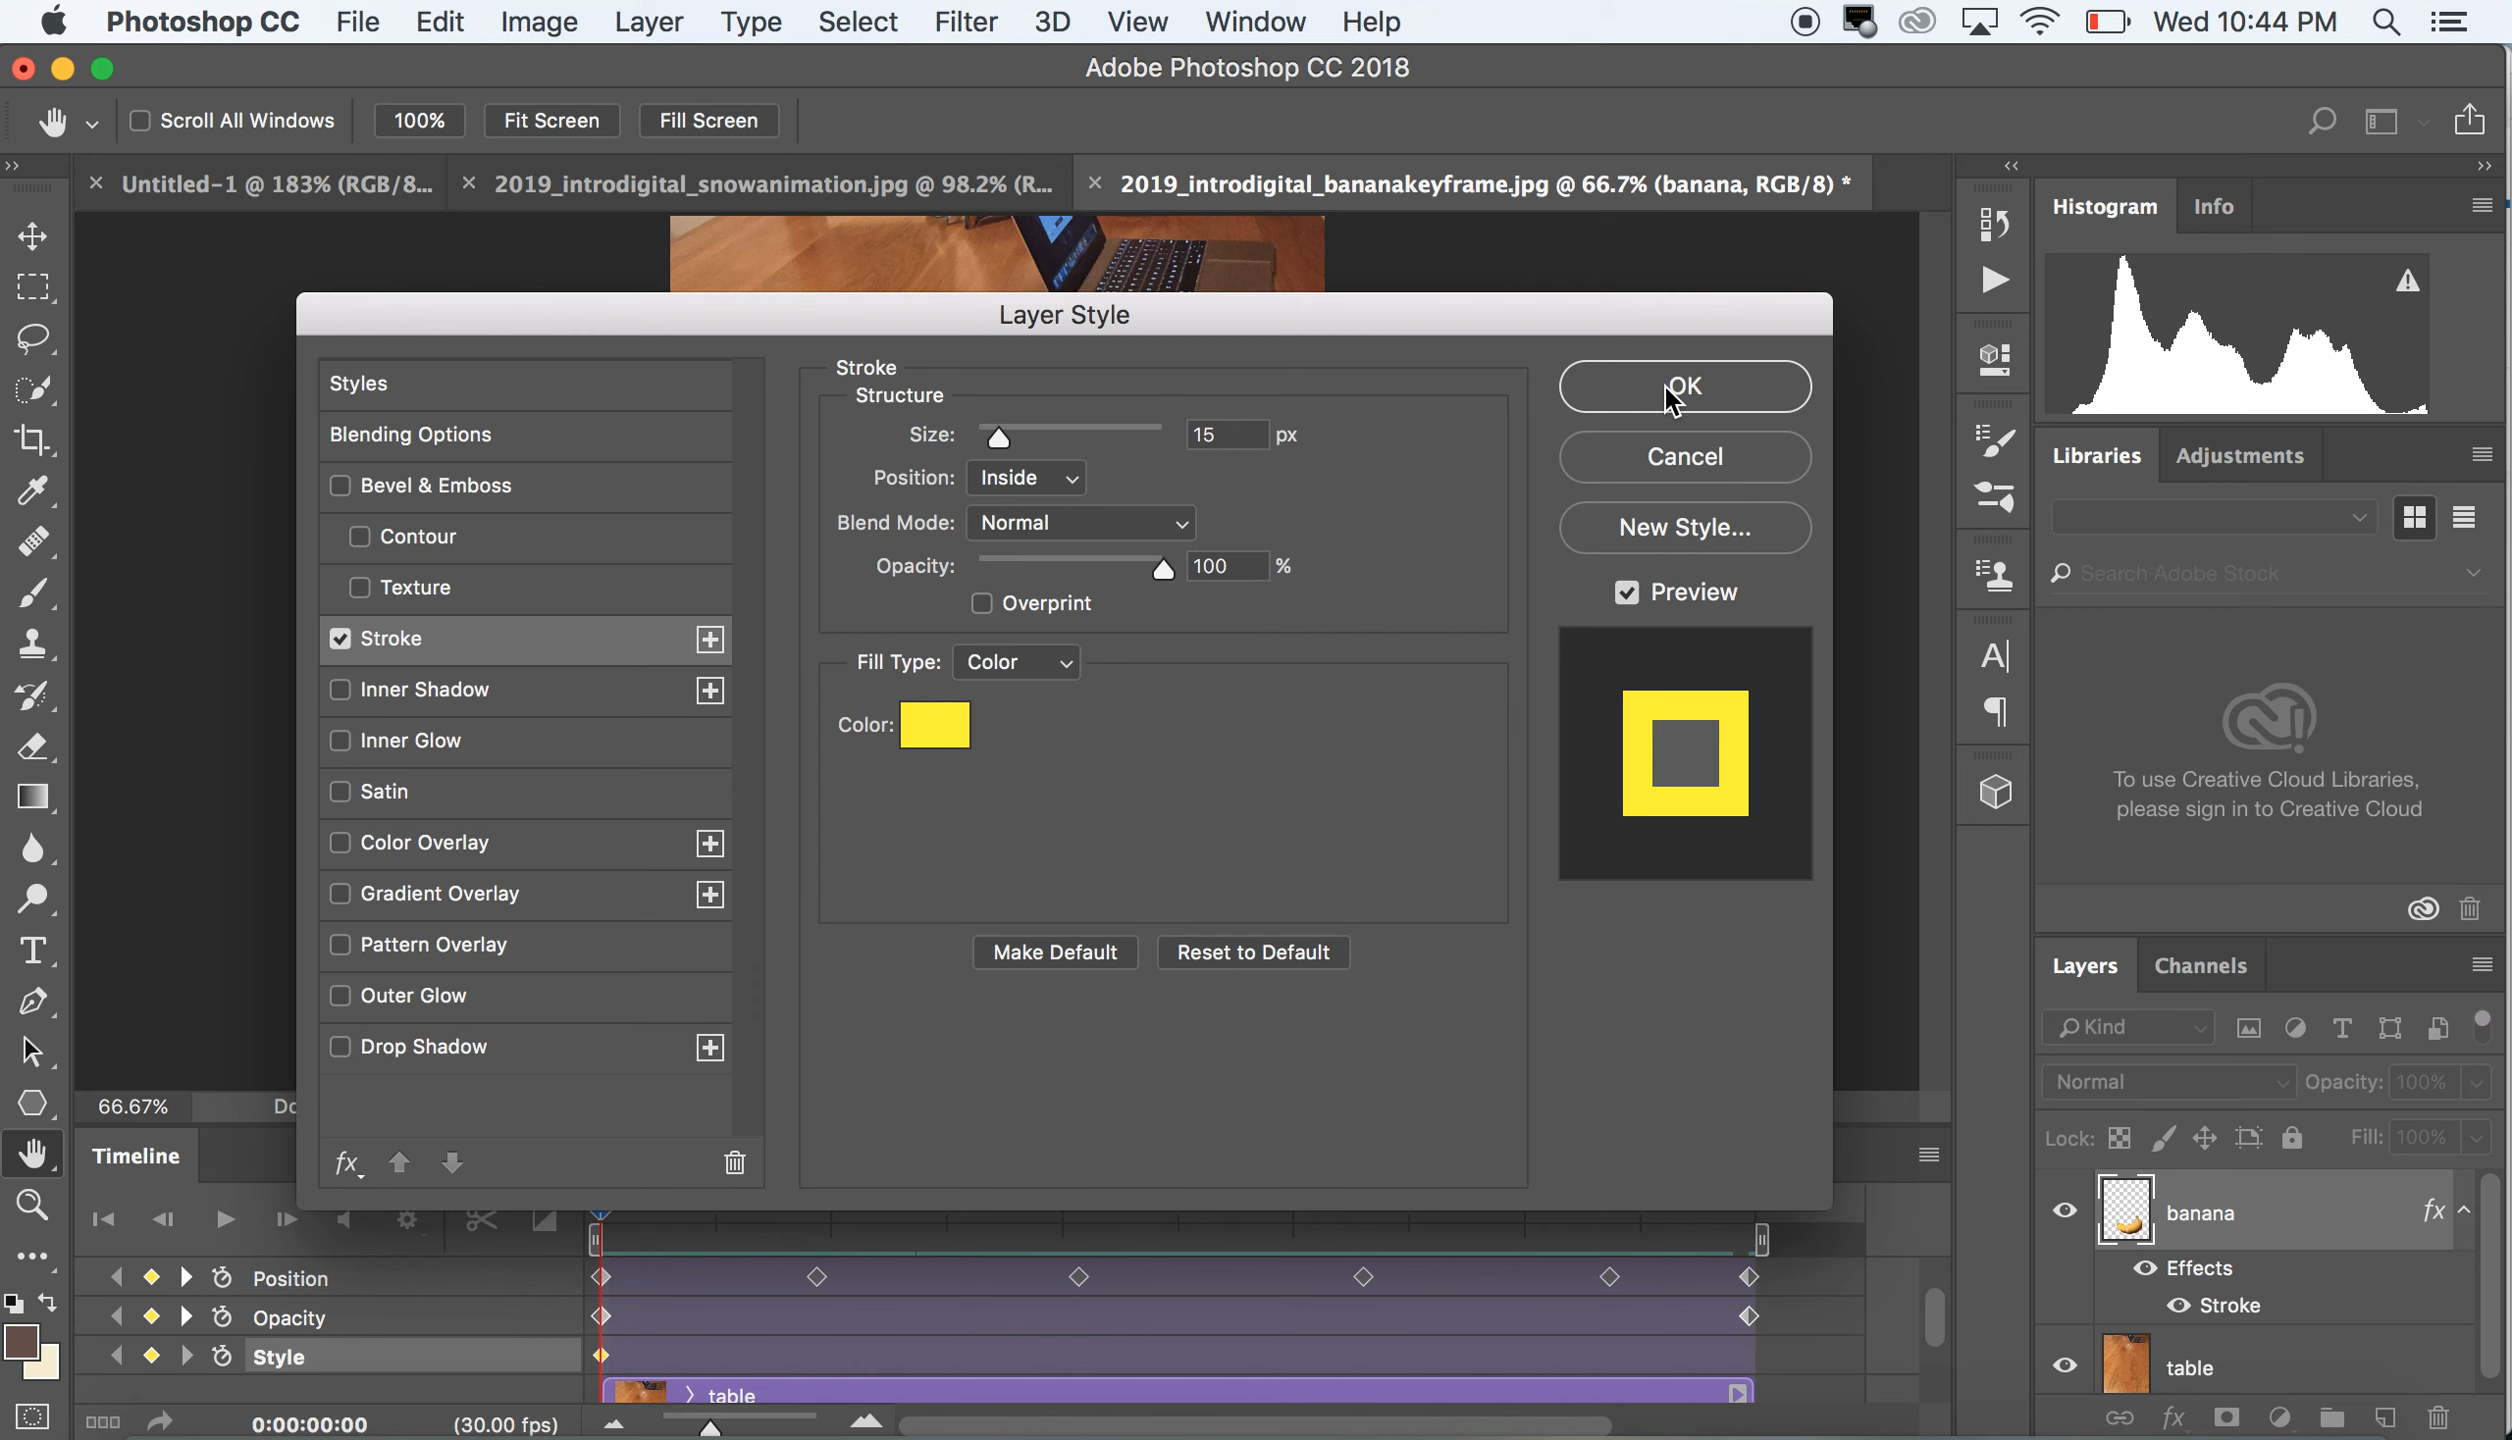 Photoshop CC File Edit Image Layer Type Select Filter 3D View Window Help Wed 10:44 PM
Adobe Photoshop CC 2018
Scroll All Windows 100% Fit Screen Fill Screen
Untitled-1 @ 183% (RGB/8... 2019_introdigital_snowanimation.jpg @ 98.2% (R... 2019_introdigital_bananakeyframe.jpg @ 66.7% (banana, RGB/8) *
Histogram Info
Layer Style
Styles
Blending Options
Bevel & Emboss
Contour
Texture
Stroke
Inner Shadow
Inner Glow
Satin
Color Overlay
Gradient Overlay
Pattern Overlay
Outer Glow
Drop Shadow
fx
Stroke
Structure
Size: 15 px
Position: Inside
Blend Mode: Normal
Opacity: 100 %
Overprint
Fill Type: Color
Color:
Make Default Reset to Default
OK
Cancel
New Style...
Preview
Libraries Adjustments
Search Adobe Stock
To use Creative Cloud Libraries,
please sign in to Creative Cloud
Layers Channels
Kind
Normal Opacity: 100%
Lock: Fill: 100%
banana fx
Effects
Stroke
table
fx
66.67% Do
Timeline
Position
Opacity
Style
table
0:00:00:00 (30.00 fps)